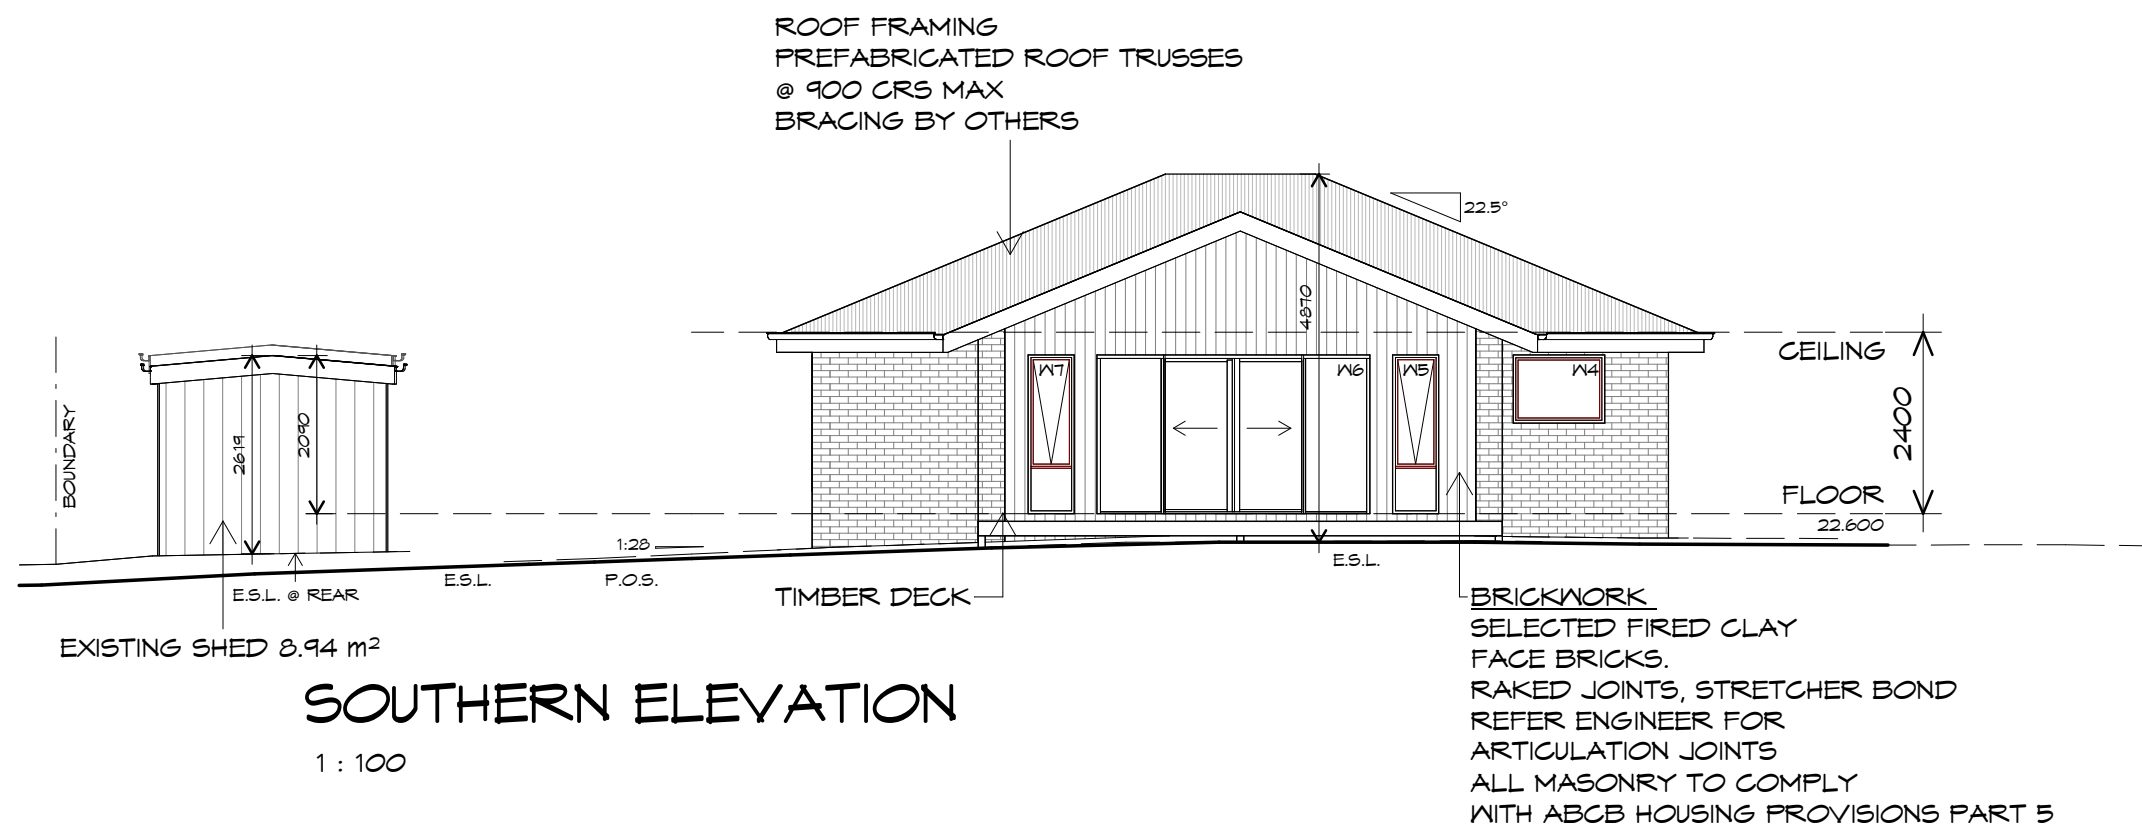 ROOF FRAMING
PREFABRICATED ROOF TRUSSES
@ 900 CRS MAX
BRACING BY OTHERS
22.5°
4870
CEILING
2400
FLOOR
22.600
W7
W6
W5
W4
BOUNDARY
2619
2090
1:28
E.S.L.
P.O.S.
E.S.L.
E.S.L. @ REAR
TIMBER DECK
EXISTING SHED 8.94 m²
BRICKWORK
SELECTED FIRED CLAY
FACE BRICKS.
RAKED JOINTS, STRETCHER BOND
REFER ENGINEER FOR
ARTICULATION JOINTS
ALL MASONRY TO COMPLY
WITH ABCB HOUSING PROVISIONS PART 5
SOUTHERN ELEVATION
1 : 100